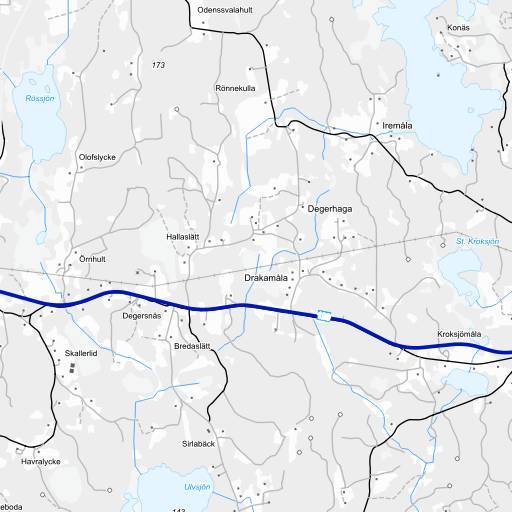 Odenssvalahult
Konäs
173
Rönnekulla
Rössjön
Iremåla
Olofslycke
Degerhaga
Hallaslätt
St. Kroksjön
Örnhult
Drakamåla
Degersnäs
Kroksjömåla
Bredaslätt
Skallerlid
Sirlabäck
Havralycke
Ulvsjön
eboda
143